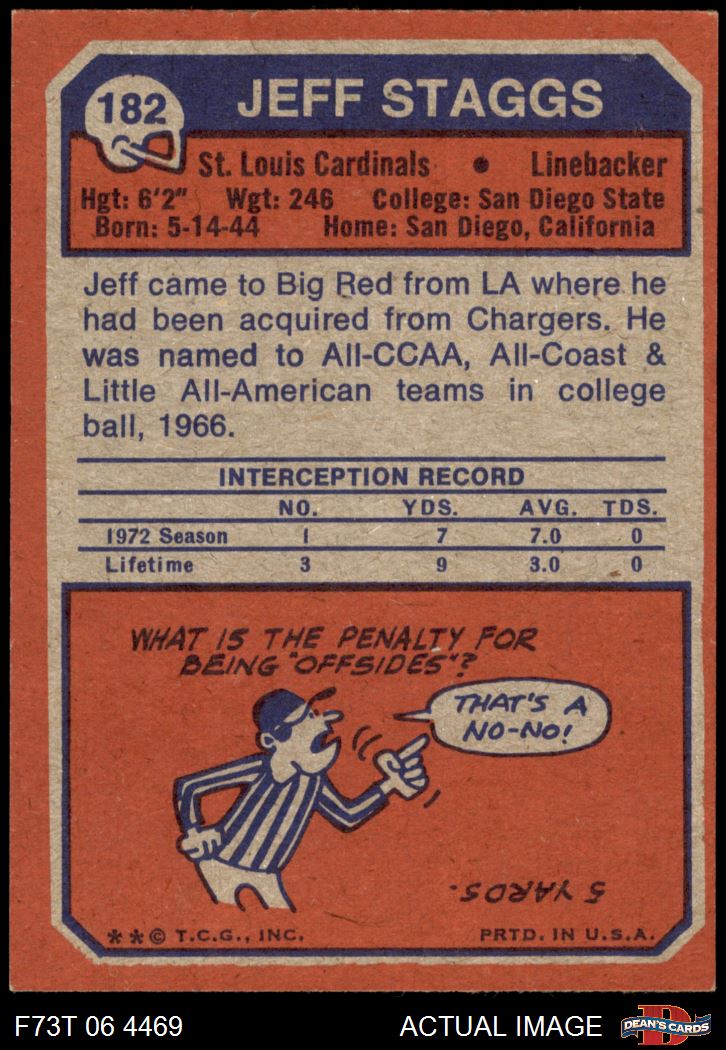 182
JEFF STAGGS
St. Louis Cardinals • Linebacker
Hgt: 6'2" Wgt: 246 College: San Diego State
Born: 5-14-44 Home: San Diego, California
Jeff came to Big Red from LA where he
had been acquired from Chargers. He
was named to All-CCAA, All-Coast &
Little All-American teams in college
ball, 1966.
INTERCEPTION RECORD
NO. YDS. AVG. TDS.
1972 Season 1 7 7.0 0
Lifetime 3 9 3.0 0
WHAT IS THE PENALTY FOR
BEING "OFFSIDES"?
THAT'S A
NO-NO!
5 YARDS.
** © T.C.G., INC. PRTD. IN U.S.A.
F73T 06 4469 ACTUAL IMAGE
D
DEAN'S CARDS